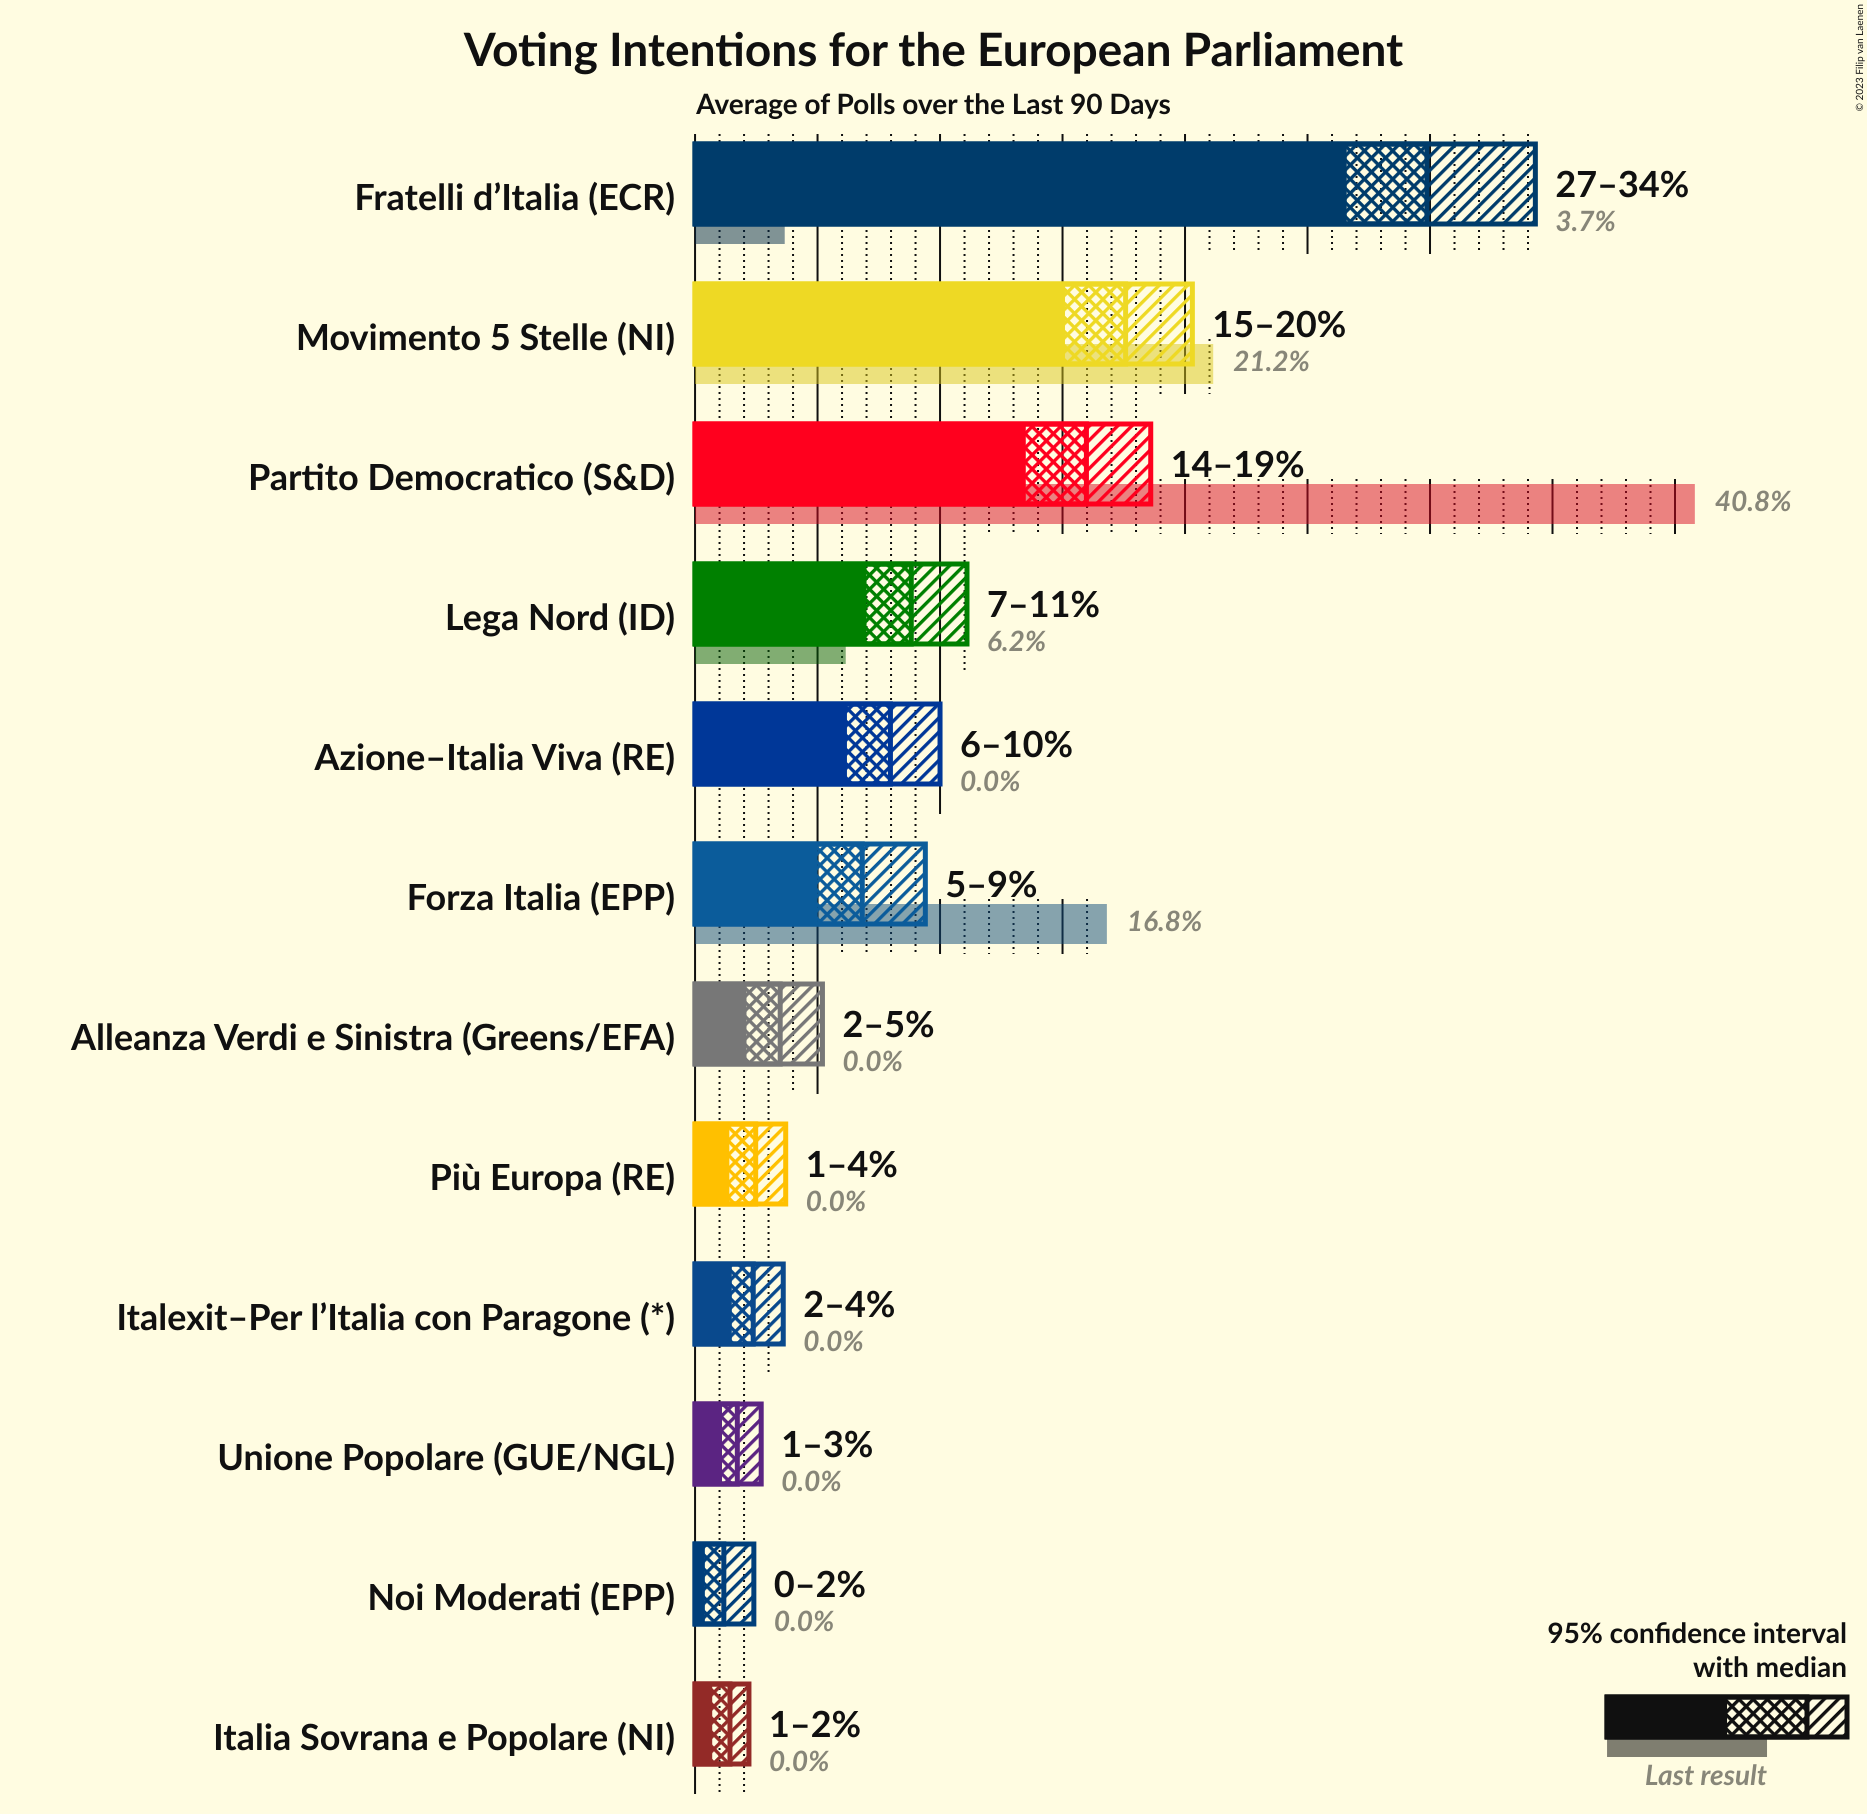 Voting Intentions for the European Parliament
Average of Polls over the Last 90 Days
© 2023 Filip van Laenen
Fratelli d’Italia (ECR)
27–34%
3.7%
Movimento 5 Stelle (NI)
15–20%
21.2%
Partito Democratico (S&D)
14–19%
40.8%
Lega Nord (ID)
7–11%
6.2%
Azione–Italia Viva (RE)
6–10%
0.0%
Forza Italia (EPP)
5–9%
16.8%
Alleanza Verdi e Sinistra (Greens/EFA)
2–5%
0.0%
Più Europa (RE)
1–4%
0.0%
Italexit–Per l’Italia con Paragone (*)
2–4%
0.0%
Unione Popolare (GUE/NGL)
1–3%
0.0%
Noi Moderati (EPP)
0–2%
0.0%
Italia Sovrana e Popolare (NI)
1–2%
0.0%
95% confidence interval
with median
Last result